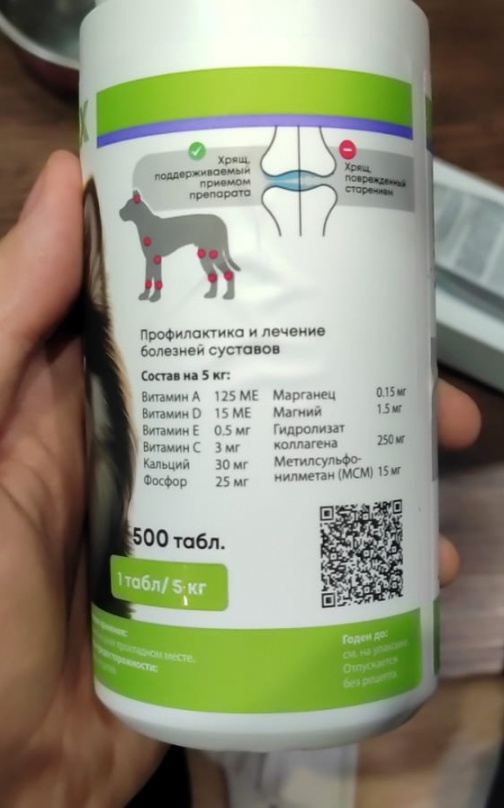 X
Хрящ,
поддерживаемый
приемом
препарата
Хрящ,
поврежденный
старением
Профилактика и лечение
болезней суставов
Состав на 5 кг:
Витамин A 125 МЕ
Витамин D 15 МЕ
Витамин E 0.5 мг
Витамин C 3 мг
Кальций 30 мг
Фосфор 25 мг
Марганец 0.15 мг
Магний 1.5 мг
Гидролизат
коллагена 250 мг
Метилсульфо-
нилметан (МСМ) 15 мг
500 табл.
1 табл/ 5 кг
прохладном месте.
Годен до:
см. на упаковке
Отпускается
без рецепта.